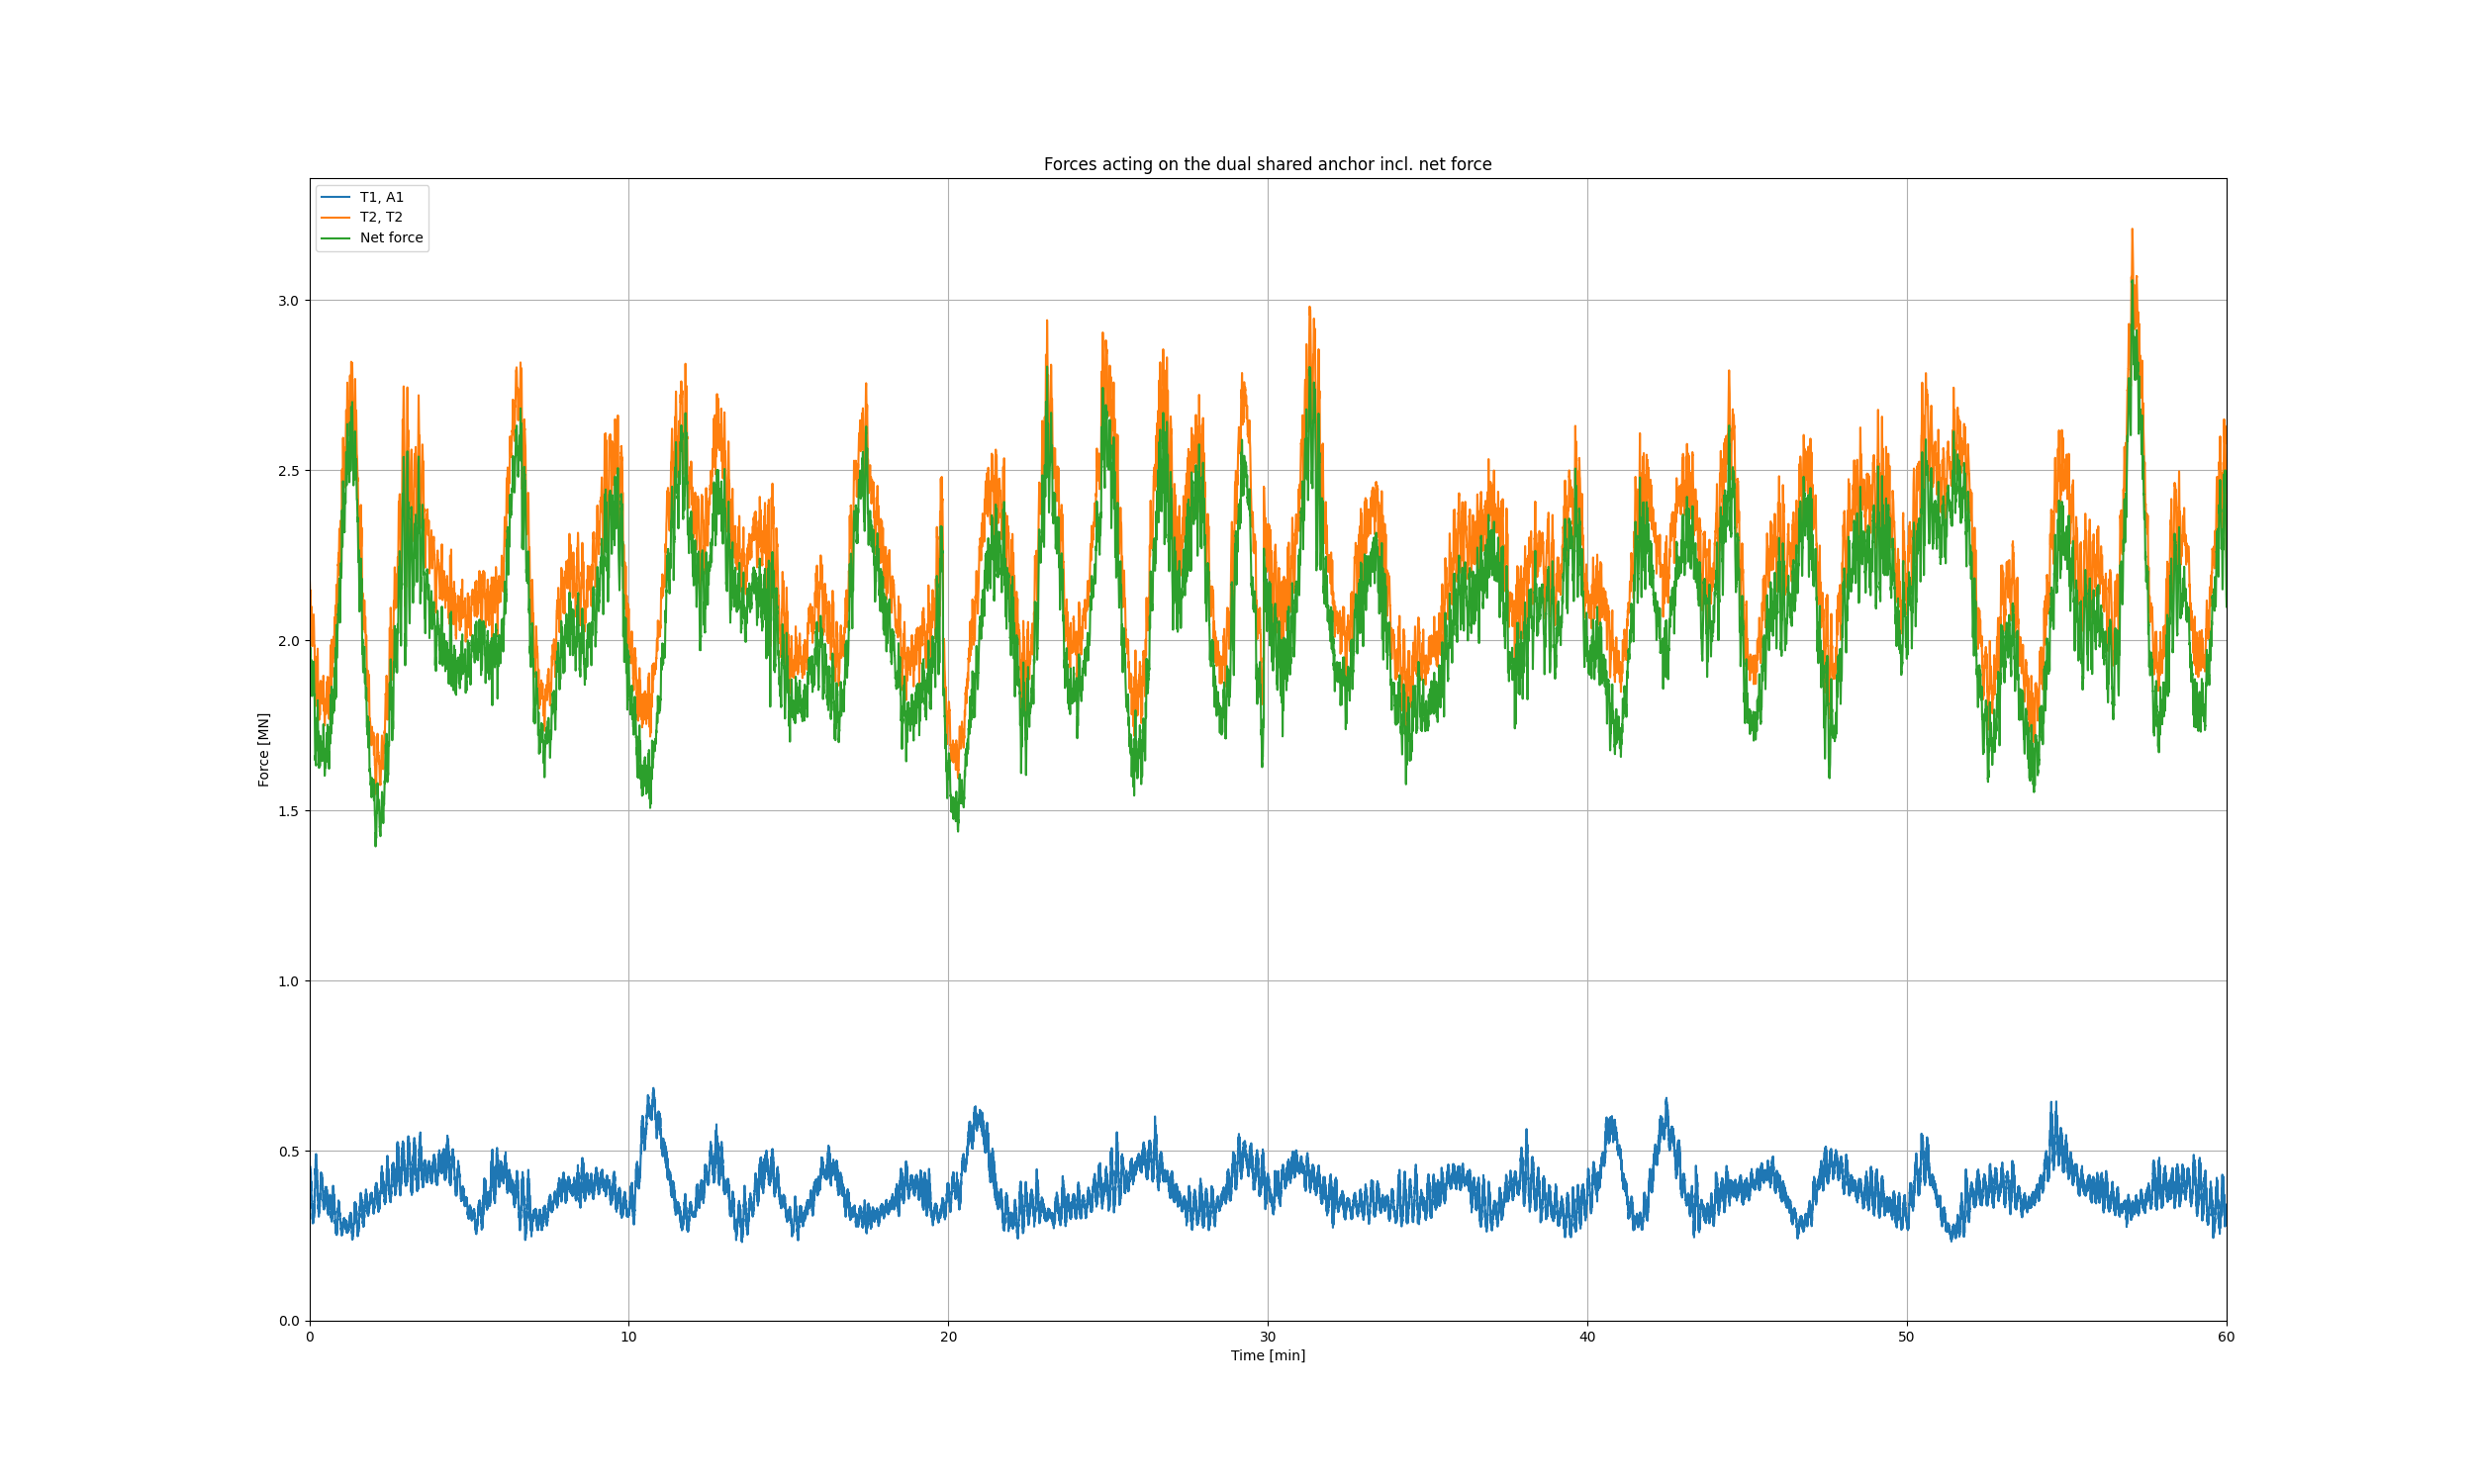 Forces acting on the dual shared anchor incl. net force
T1, A1
T2, T2
Net force
3.0
2.5
2.0
1.5
1.0
0.5
0.0
Force [MN]
0 10 20 30 40 50 60
Time [min]